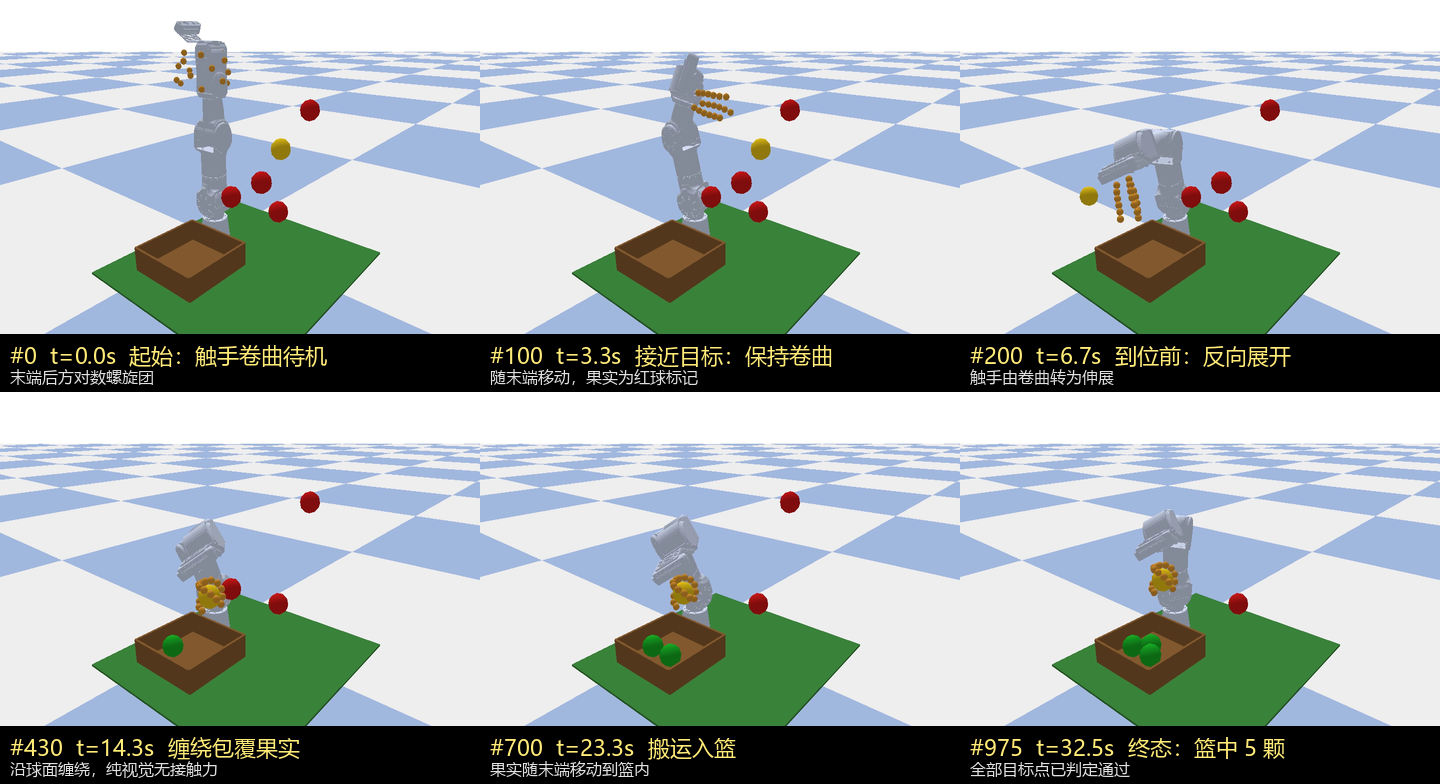 #0 t=0.0s 起始：触手卷曲待机
末端后方对数螺旋团
#100 t=3.3s 接近目标：保持卷曲
随末端移动，果实为红球标记
#200 t=6.7s 到位前：反向展开
触手由卷曲转为伸展
#430 t=14.3s 缠绕包覆果实
沿球面缠绕，纯视觉无接触力
#700 t=23.3s 搬运入篮
果实随末端移动到篮内
#975 t=32.5s 终态：篮中 5 颗
全部目标点已判定通过